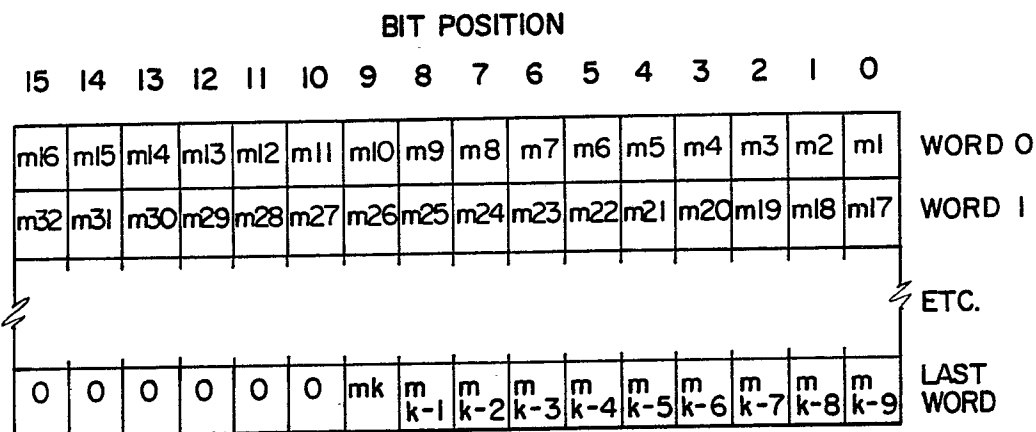 BIT POSITION
15 14 13 12 11 10 9 8 7 6 5 4 3 2 1 0
m16 m15 m14 m13 m12 m11 m10 m9 m8 m7 m6 m5 m4 m3 m2 m1 WORD 0
m32 m31 m30 m29 m28 m27 m26 m25 m24 m23 m22 m21 m20 m19 m18 m17 WORD 1
ETC.
0 0 0 0 0 0 mk m m m m m m m m m LAST
k-1 k-2 k-3 k-4 k-5 k-6 k-7 k-8 k-9 WORD